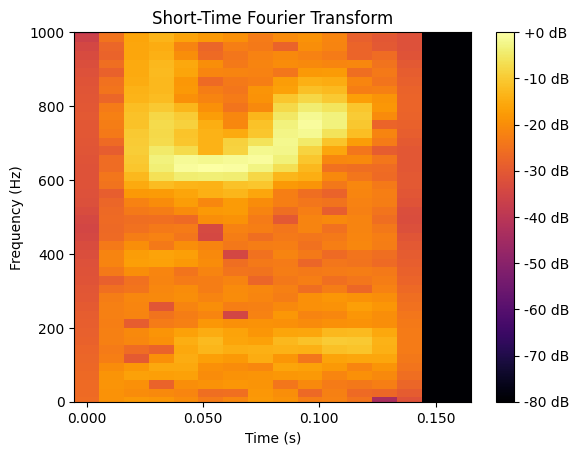 Short-Time Fourier Transform
1000
800
600
400
200
0
Frequency (Hz)
0.000
0.050
0.100
0.150
Time (s)
+0 dB
-10 dB
-20 dB
-30 dB
-40 dB
-50 dB
-60 dB
-70 dB
-80 dB